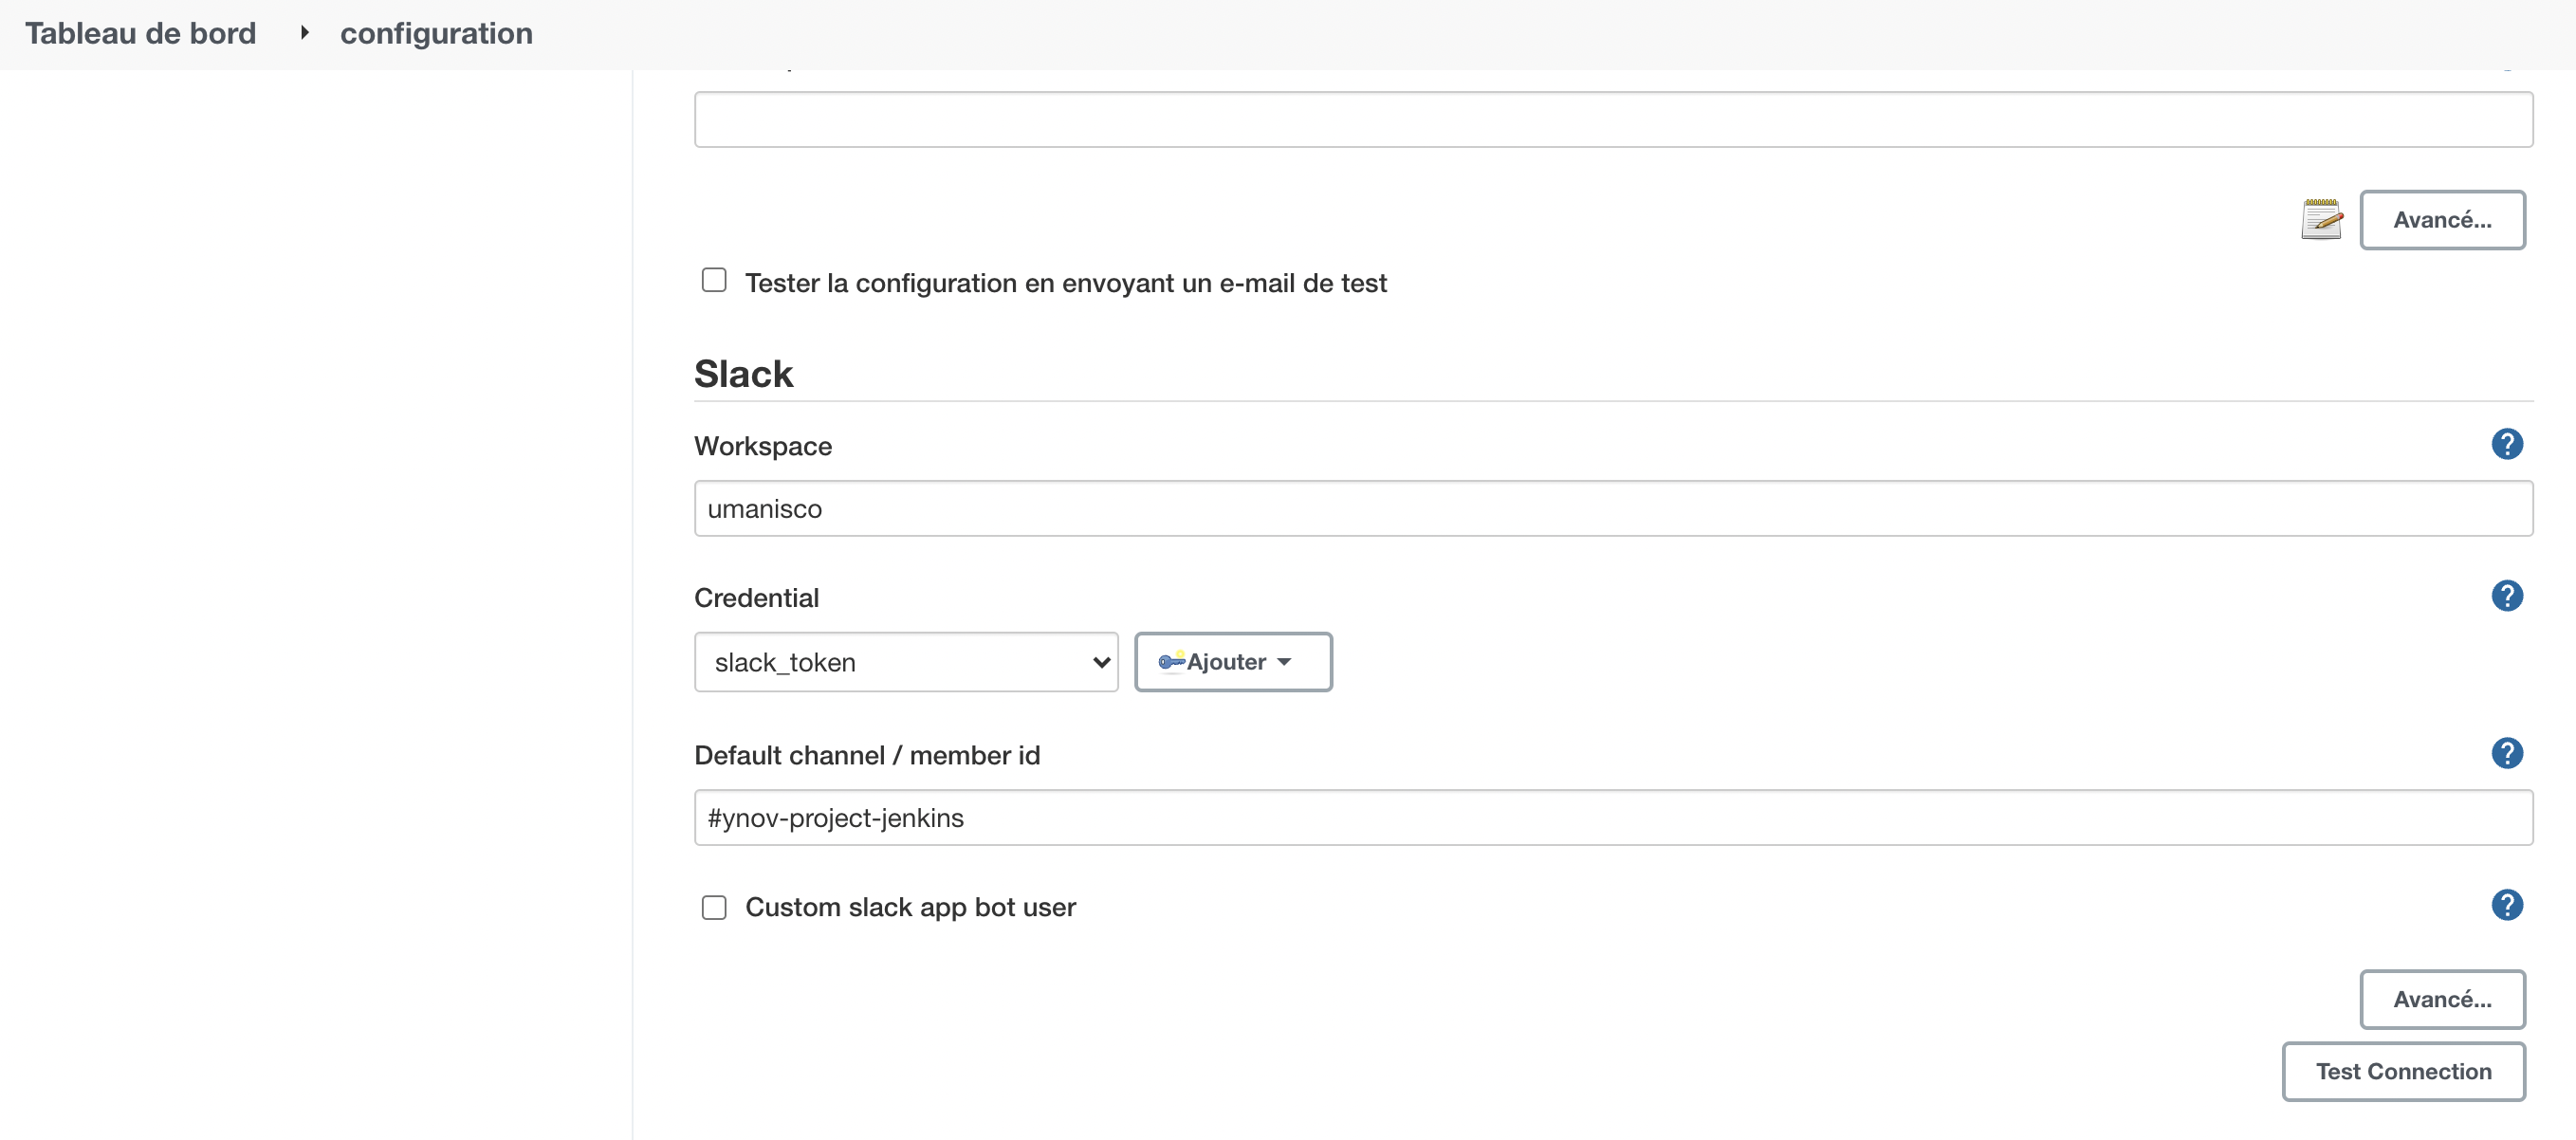 Tableau de bord configuration
Avancé...
Tester la configuration en envoyant un e-mail de test
Slack
Workspace
?
umanisco
Credential
?
slack_token
Ajouter
Default channel / member id
?
#ynov-project-jenkins
Custom slack app bot user
?
Avancé...
Test Connection